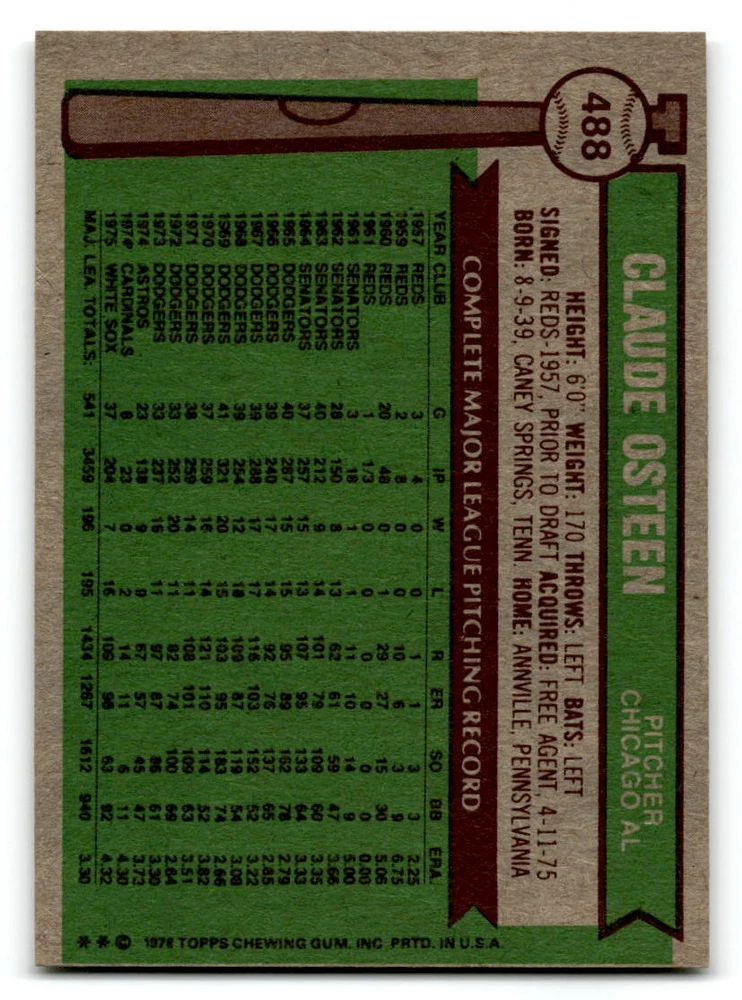 488
CLAUDE OSTEEN
PITCHER
CHICAGO AL
HEIGHT: 6'0" WEIGHT: 170 THROWS: LEFT BATS: LEFT
SIGNED: REDS-1957, PRIOR TO DRAFT ACQUIRED: FREE AGENT, 4-11-75
BORN: 8-9-39, CANEY SPRINGS, TENN. HOME: ANNVILLE, PENNSYLVANIA
COMPLETE MAJOR LEAGUE PITCHING RECORD
YEAR CLUB G IP W L R ER SO BB ERA.
1957 REDS 3 4 0 0 1 1 3 3 2.25
1959 REDS 2 8 0 0 10 6 3 9 6.75
1960 REDS 20 48 0 1 29 27 15 30 5.06
1961 REDS 1 1/3 0 0 0 0 0 0 0.00
1961 SENATORS 3 18 1 1 11 10 14 9 5.00
1962 SENATORS 28 150 8 13 62 61 59 47 3.66
1963 SENATORS 40 212 9 14 101 79 109 60 3.35
1964 SENATORS 37 257 15 13 107 95 133 64 3.33
1965 DODGERS 40 287 15 15 95 89 162 78 2.79
1966 DODGERS 39 240 17 14 92 76 137 65 2.85
1967 DODGERS 39 288 17 17 116 103 152 52 3.22
1968 DODGERS 39 254 12 18 109 87 119 54 3.08
1969 DODGERS 41 321 20 15 103 95 183 74 2.66
1970 DODGERS 37 259 16 14 121 110 114 52 3.82
1971 DODGERS 38 259 14 11 108 101 109 63 3.51
1972 DODGERS 33 252 20 11 82 74 100 69 2.64
1973 DODGERS 33 237 16 11 97 87 86 61 3.31
1974 ASTROS 23 138 9 9 67 57 45 47 3.73
1974 CARDINALS 8 23 0 2 14 11 6 11 4.30
1975 WHITE SOX 37 204 7 16 109 98 63 92 4.32
MAJ. LEA. TOTALS: 541 3459 196 195 1434 1267 1612 940 3.30
* * © 1976 TOPPS CHEWING GUM, INC. PRTD. IN U.S.A.